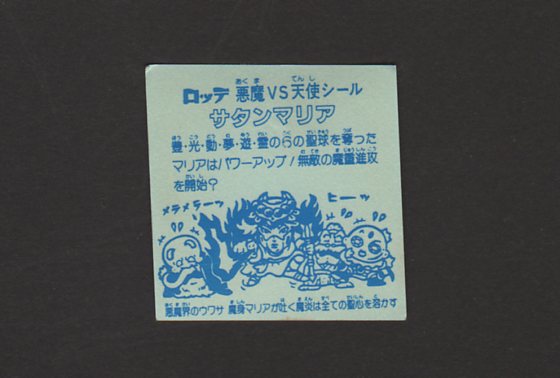 ロッテ 悪魔VS天使シール
サタンマリア
豊・光・動・夢・遊・霊の6の聖球を奪った
マリアはパワーアップ!無敵の魔重進攻
を開始?
メラメラーッ ヒーッ
悪魔界のウワサ 魔身マリアが吐く魔炎は全ての聖心を溶かす